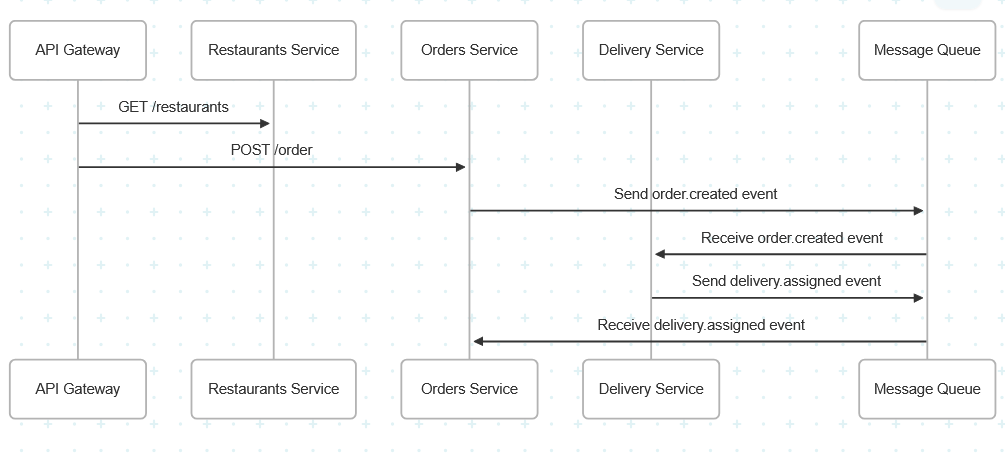 API Gateway
Restaurants Service
Orders Service
Delivery Service
Message Queue
GET /restaurants
POST /order
Send order.created event
Receive order.created event
Send delivery.assigned event
Receive delivery.assigned event
API Gateway
Restaurants Service
Orders Service
Delivery Service
Message Queue